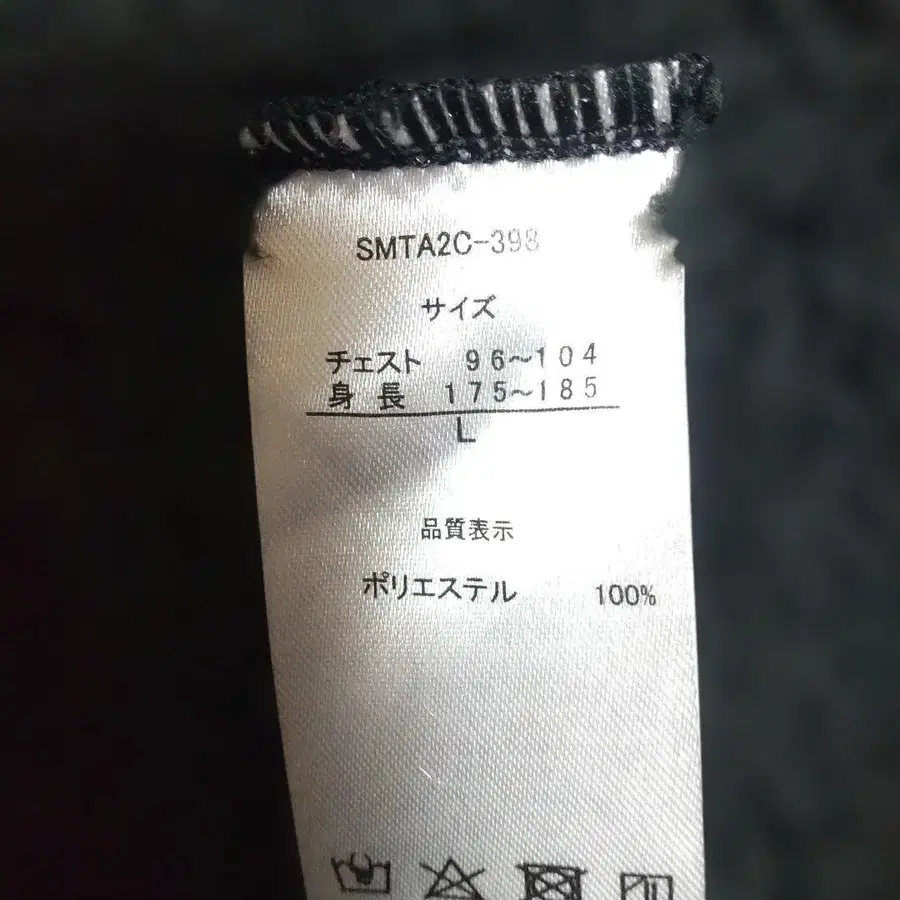 SMTA2C-398
サイズ
チェスト 96～104
身長 175～185
L
品質表示
ポリエステル 100%